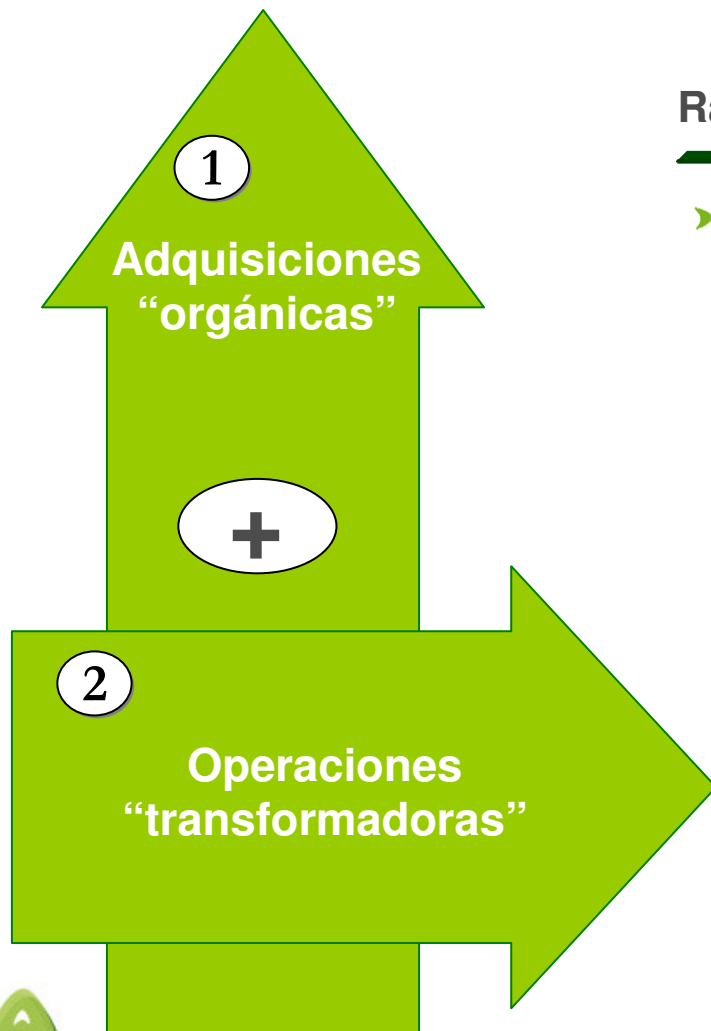 1
Adquisiciones
“orgánicas”
+
2
Operaciones
“transformadoras”